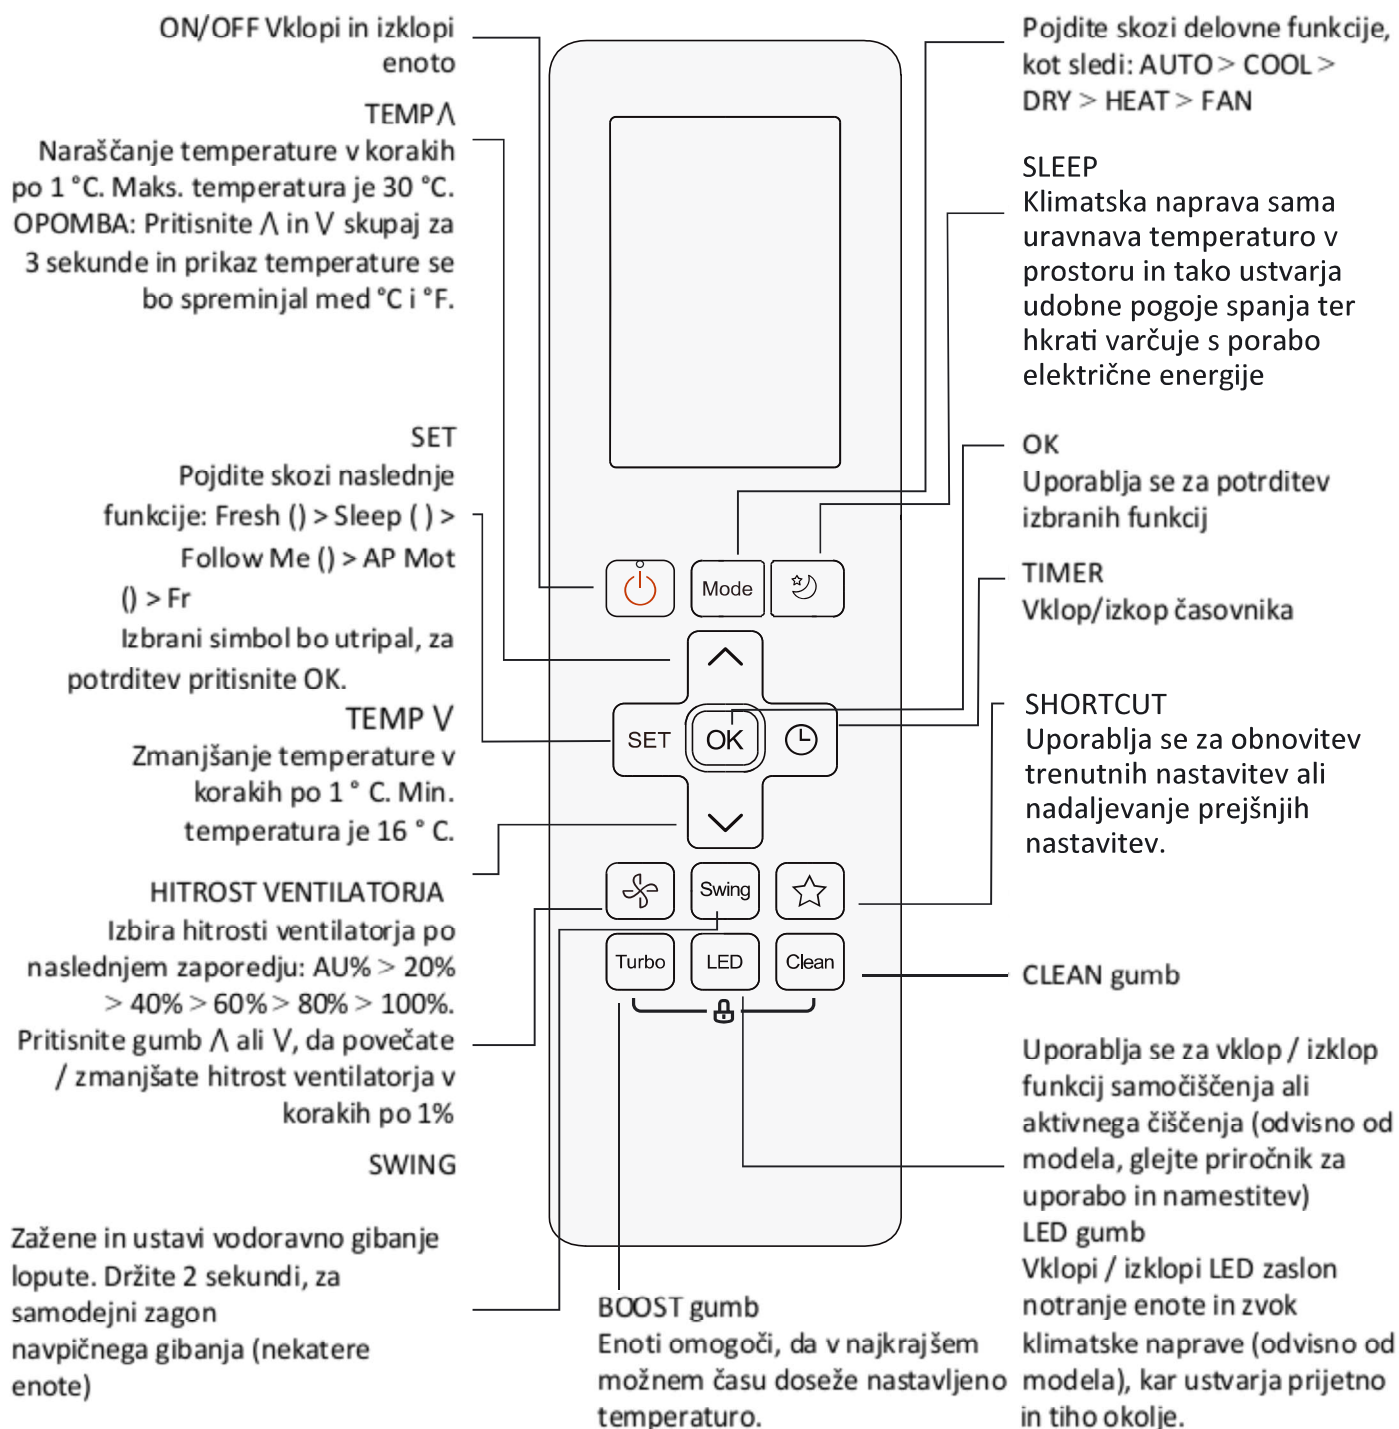 ON/OFF Vklopi in izklopi
enoto
TEMP⋀
Naraščanje temperature v korakih
po 1 °C. Maks. temperatura je 30 °C.
OPOMBA: Pritisnite ⋀ in ⋁ skupaj za
3 sekunde in prikaz temperature se
bo spreminjal med °C i °F.
SET
Pojdite skozi naslednje
funkcije: Fresh () > Sleep ( ) >
Follow Me () > AP Mot
() > Fr
Izbrani simbol bo utripal, za
potrditev pritisnite OK.
TEMP ⋁
Zmanjšanje temperature v
korakih po 1 ° C. Min.
temperatura je 16 ° C.
HITROST VENTILATORJA
Izbira hitrosti ventilatorja po
naslednjem zaporedju: AU% > 20%
> 40% > 60% > 80% > 100%.
Pritisnite gumb ⋀ ali ⋁, da povečate
/ zmanjšate hitrost ventilatorja v
korakih po 1%
SWING
Zažene in ustavi vodoravno gibanje
lopute. Držite 2 sekundi, za
samodejni zagon
navpičnega gibanja (nekatere
enote)
Mode
SET
OK
Swing
Turbo
LED
Clean
BOOST gumb
Enoti omogoči, da v najkrajšem
možnem času doseže nastavljeno
temperaturo.
Pojdite skozi delovne funkcije,
kot sledi: AUTO > COOL >
DRY > HEAT > FAN
SLEEP
Klimatska naprava sama
uravnava temperaturo v
prostoru in tako ustvarja
udobne pogoje spanja ter
hkrati varčuje s porabo
električne energije
OK
Uporablja se za potrditev
izbranih funkcij
TIMER
Vklop/izkop časovnika
SHORTCUT
Uporablja se za obnovitev
trenutnih nastavitev ali
nadaljevanje prejšnjih
nastavitev.
CLEAN gumb
Uporablja se za vklop / izklop
funkcij samočiščenja ali
aktivnega čiščenja (odvisno od
modela, glejte priročnik za
uporabo in namestitev)
LED gumb
Vklopi / izklopi LED zaslon
notranje enote in zvok
klimatske naprave (odvisno od
modela), kar ustvarja prijetno
in tiho okolje.